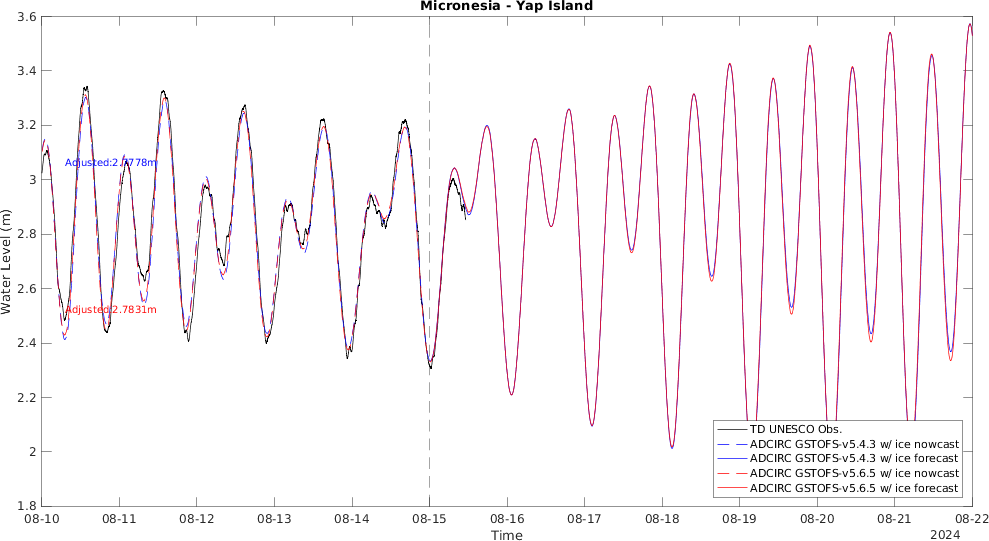 Micronesia - Yap Island
3.6
3.4
3.2
3
2.8
2.6
2.4
2.2
2
1.8
Water Level (m)
Adjusted:2.7778m
Adjusted:2.7831m
TD UNESCO Obs.
ADCIRC GSTOFS-v5.4.3 w/ ice nowcast
ADCIRC GSTOFS-v5.4.3 w/ ice forecast
ADCIRC GSTOFS-v5.6.5 w/ ice nowcast
ADCIRC GSTOFS-v5.6.5 w/ ice forecast
08-10 08-11 08-12 08-13 08-14 08-15 08-16 08-17 08-18 08-19 08-20 08-21 08-22
Time
2024